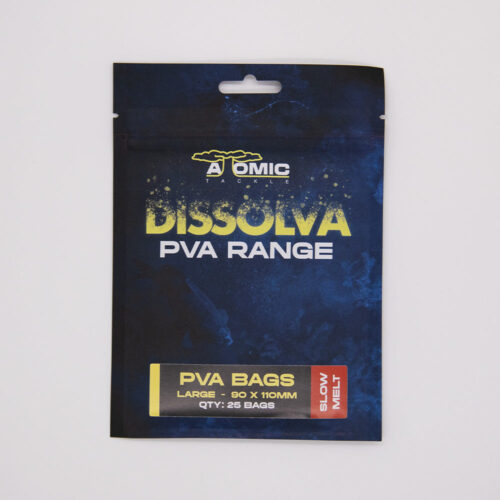 ATOMIC
TACKLE
DISSOLVA
PVA RANGE
PVA BAGS
LARGE - 90 X 110MM
QTY: 25 BAGS
SLOW
MELT